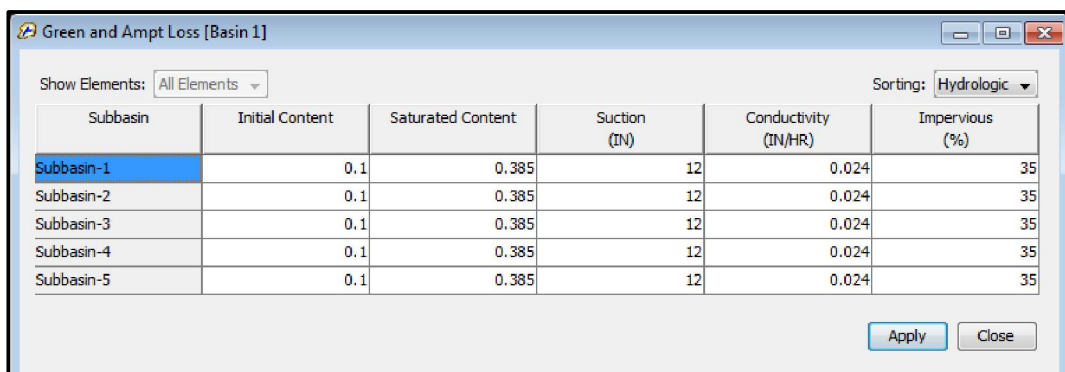 Green and Ampt Loss [Basin 1]
Show Elements: All Elements Sorting: Hydrologic
Subbasin Initial Content Saturated Content Suction (IN) Conductivity (IN/HR) Impervious (%)
Subbasin-1 0.1 0.385 12 0.024 35
Subbasin-2 0.1 0.385 12 0.024 35
Subbasin-3 0.1 0.385 12 0.024 35
Subbasin-4 0.1 0.385 12 0.024 35
Subbasin-5 0.1 0.385 12 0.024 35
Apply Close